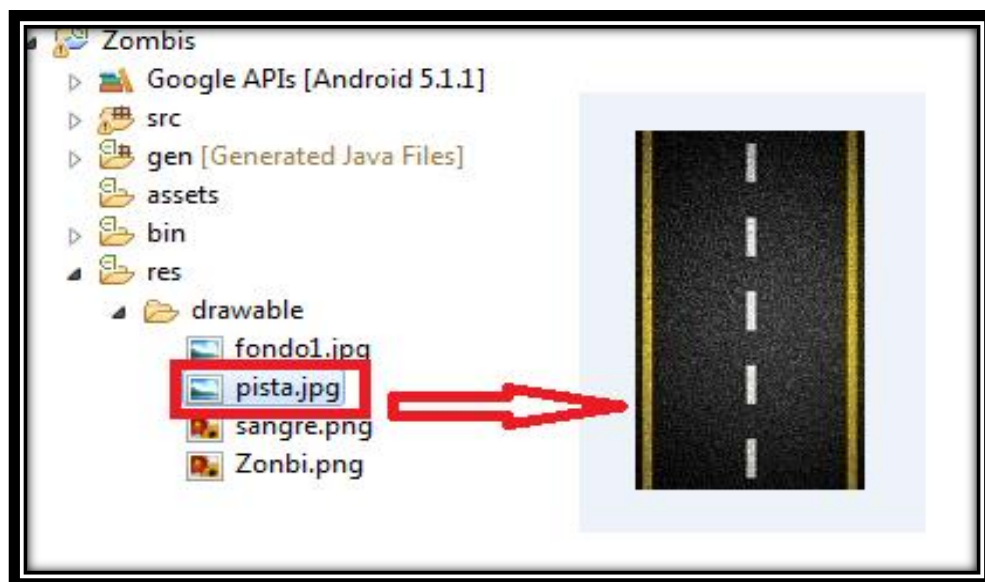 Zombis
Google APIs [Android 5.1.1]
src
gen [Generated Java Files]
assets
bin
res
drawable
fondo1.jpg
pista.jpg
sangre.png
Zonbi.png